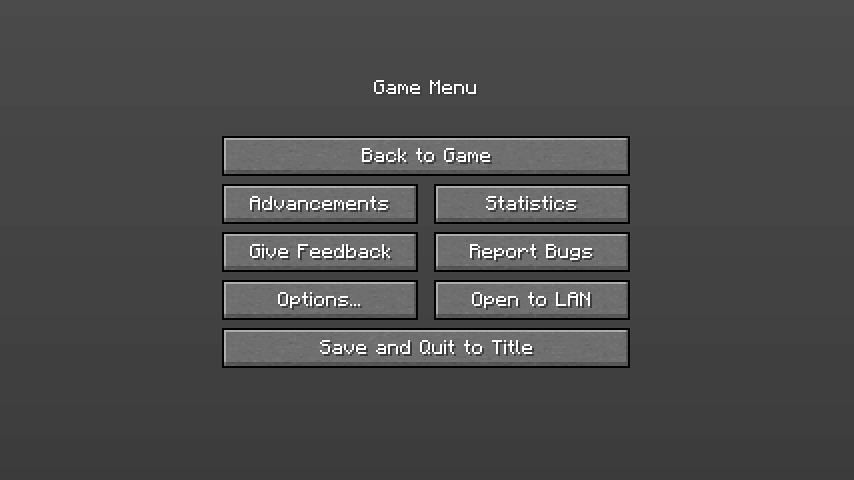 Game Menu
Back to Game
Advancements
Statistics
Give Feedback
Report Bugs
Options...
Open to LAN
Save and Quit to Title